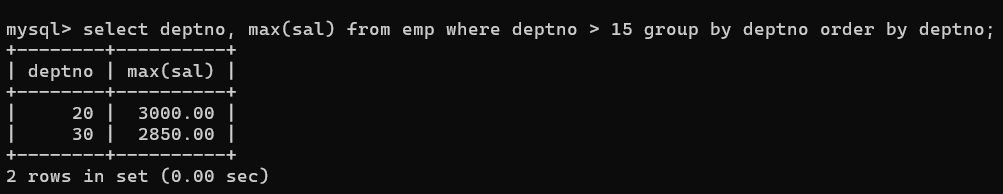 mysql> select deptno, max(sal) from emp where deptno > 15 group by deptno order by deptno;
+--------+----------+
| deptno | max(sal) |
+--------+----------+
|     20 |  3000.00 |
|     30 |  2850.00 |
+--------+----------+
2 rows in set (0.00 sec)